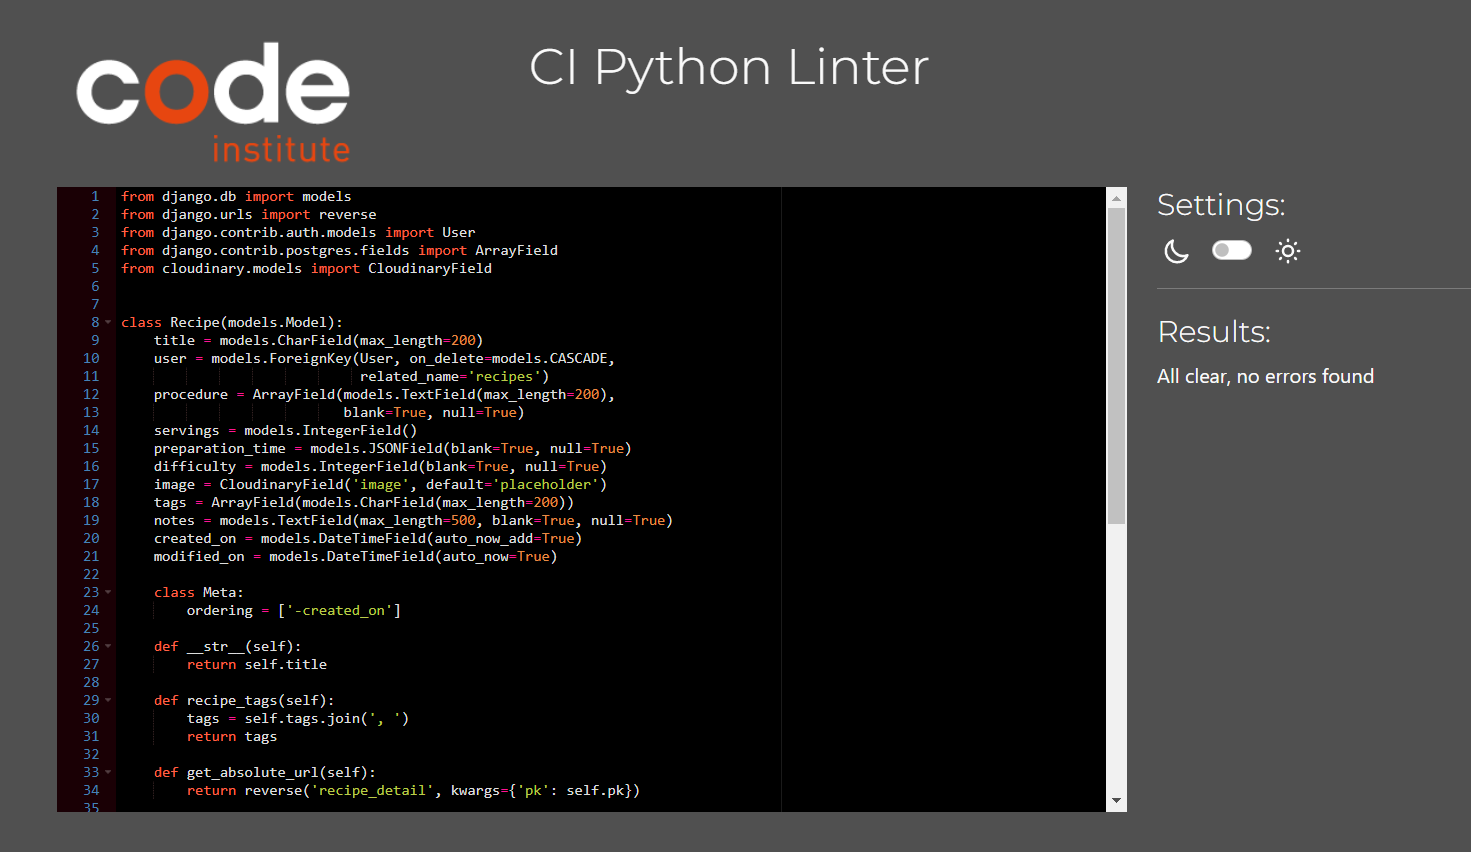 code
institute
CI Python Linter
1 from django.db import models
2 from django.urls import reverse
3 from django.contrib.auth.models import User
4 from django.contrib.postgres.fields import ArrayField
5 from cloudinary.models import CloudinaryField
6
7
8 class Recipe(models.Model):
9     title = models.CharField(max_length=200)
10     user = models.ForeignKey(User, on_delete=models.CASCADE,
11                              related_name='recipes')
12     procedure = ArrayField(models.TextField(max_length=200),
13                            blank=True, null=True)
14     servings = models.IntegerField()
15     preparation_time = models.JSONField(blank=True, null=True)
16     difficulty = models.IntegerField(blank=True, null=True)
17     image = CloudinaryField('image', default='placeholder')
18     tags = ArrayField(models.CharField(max_length=200))
19     notes = models.TextField(max_length=500, blank=True, null=True)
20     created_on = models.DateTimeField(auto_now_add=True)
21     modified_on = models.DateTimeField(auto_now=True)
22
23     class Meta:
24         ordering = ['-created_on']
25
26     def __str__(self):
27         return self.title
28
29     def recipe_tags(self):
30         tags = self.tags.join(', ')
31         return tags
32
33     def get_absolute_url(self):
34         return reverse('recipe_detail', kwargs={'pk': self.pk})
35
Settings:
Results:
All clear, no errors found